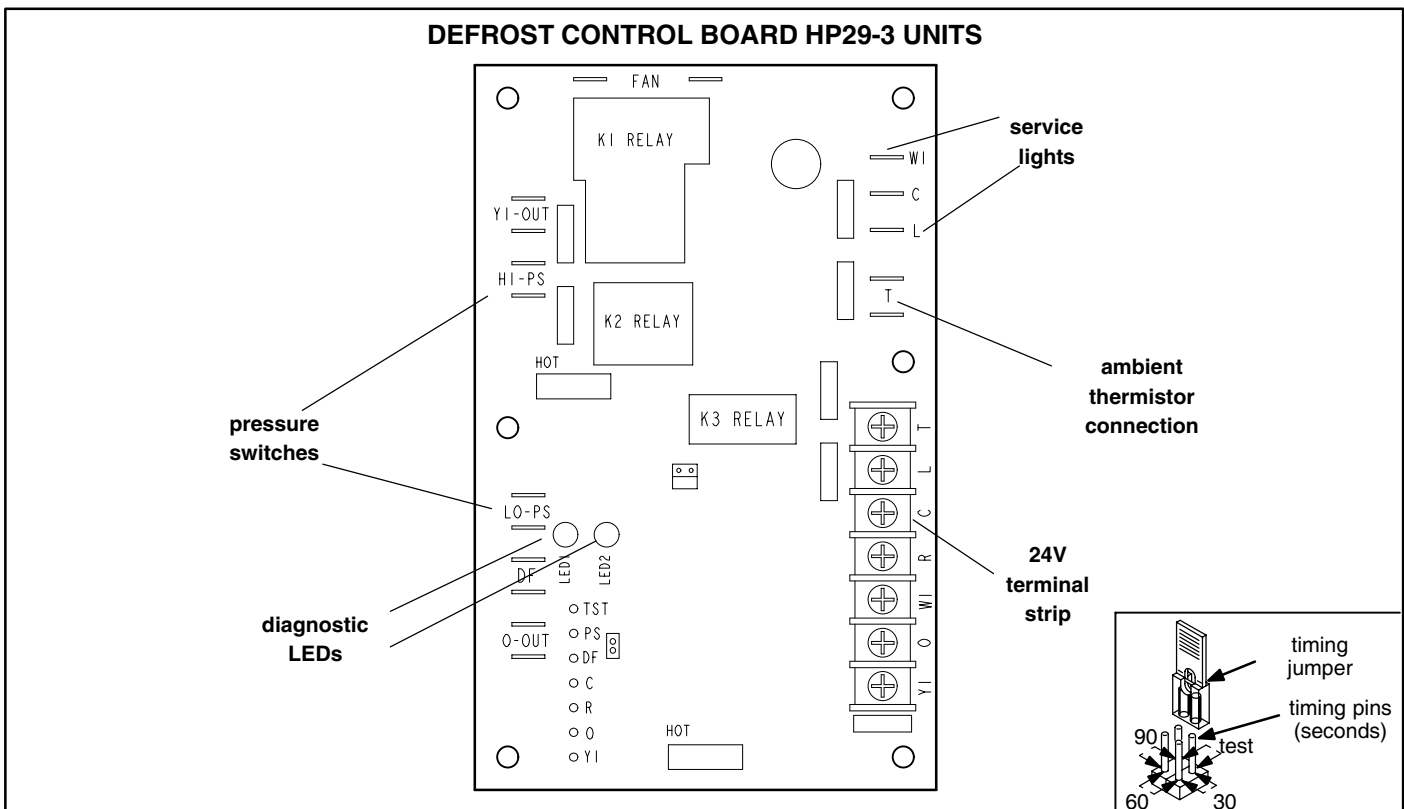 DEFROST CONTROL BOARD HP29-3 UNITS
FAN
K1 RELAY
service
lights
W1
C
L
Y1-OUT
HI-PS
T
K2 RELAY
HOT
ambient
thermistor
connection
pressure
switches
K3 RELAY
T
L
C
R
W1
O
Y1
LO-PS
24V
terminal
strip
LED1
LED2
DF
diagnostic
LEDs
O-OUT
TST
PS
DF
C
R
O
Y1
HOT
timing
jumper
timing pins
(seconds)
90
test
60
30